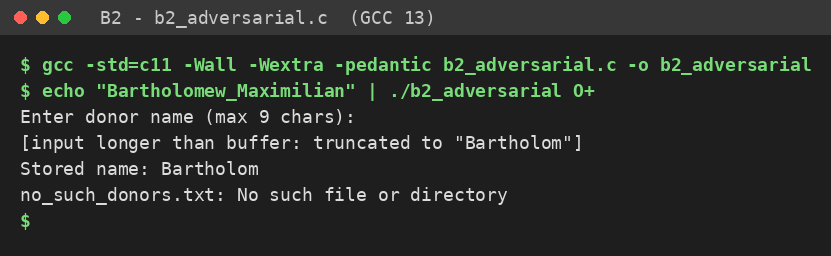 B2 - b2_adversarial.c  (GCC 13)
$ gcc -std=c11 -Wall -Wextra -pedantic b2_adversarial.c -o b2_adversarial
$ echo "Bartholomew_Maximilian" | ./b2_adversarial O+
Enter donor name (max 9 chars):
[input longer than buffer: truncated to "Bartholom"]
Stored name: Bartholom
no_such_donors.txt: No such file or directory
$